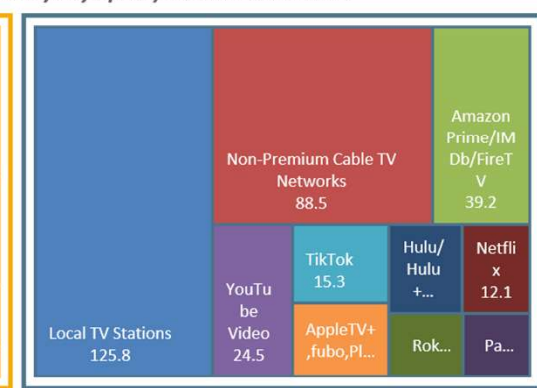 Local TV Stations
125.8
Non-Premium Cable TV
Networks
88.5
Amazon
Prime/IM
Db/FireT
V
39.2
YouTu
be
Video
24.5
TikTok
15.3
AppleTV+
,fubo,Pl...
Hulu/
Hulu
+...
Netfli
x
12.1
Rok...
Pa...